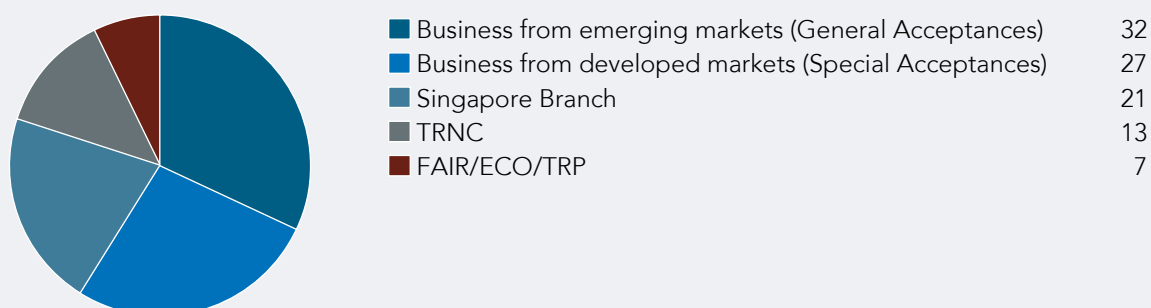 Business from emerging markets (General Acceptances) 32
Business from developed markets (Special Acceptances) 27
Singapore Branch 21
TRNC 13
FAIR/ECO/TRP 7